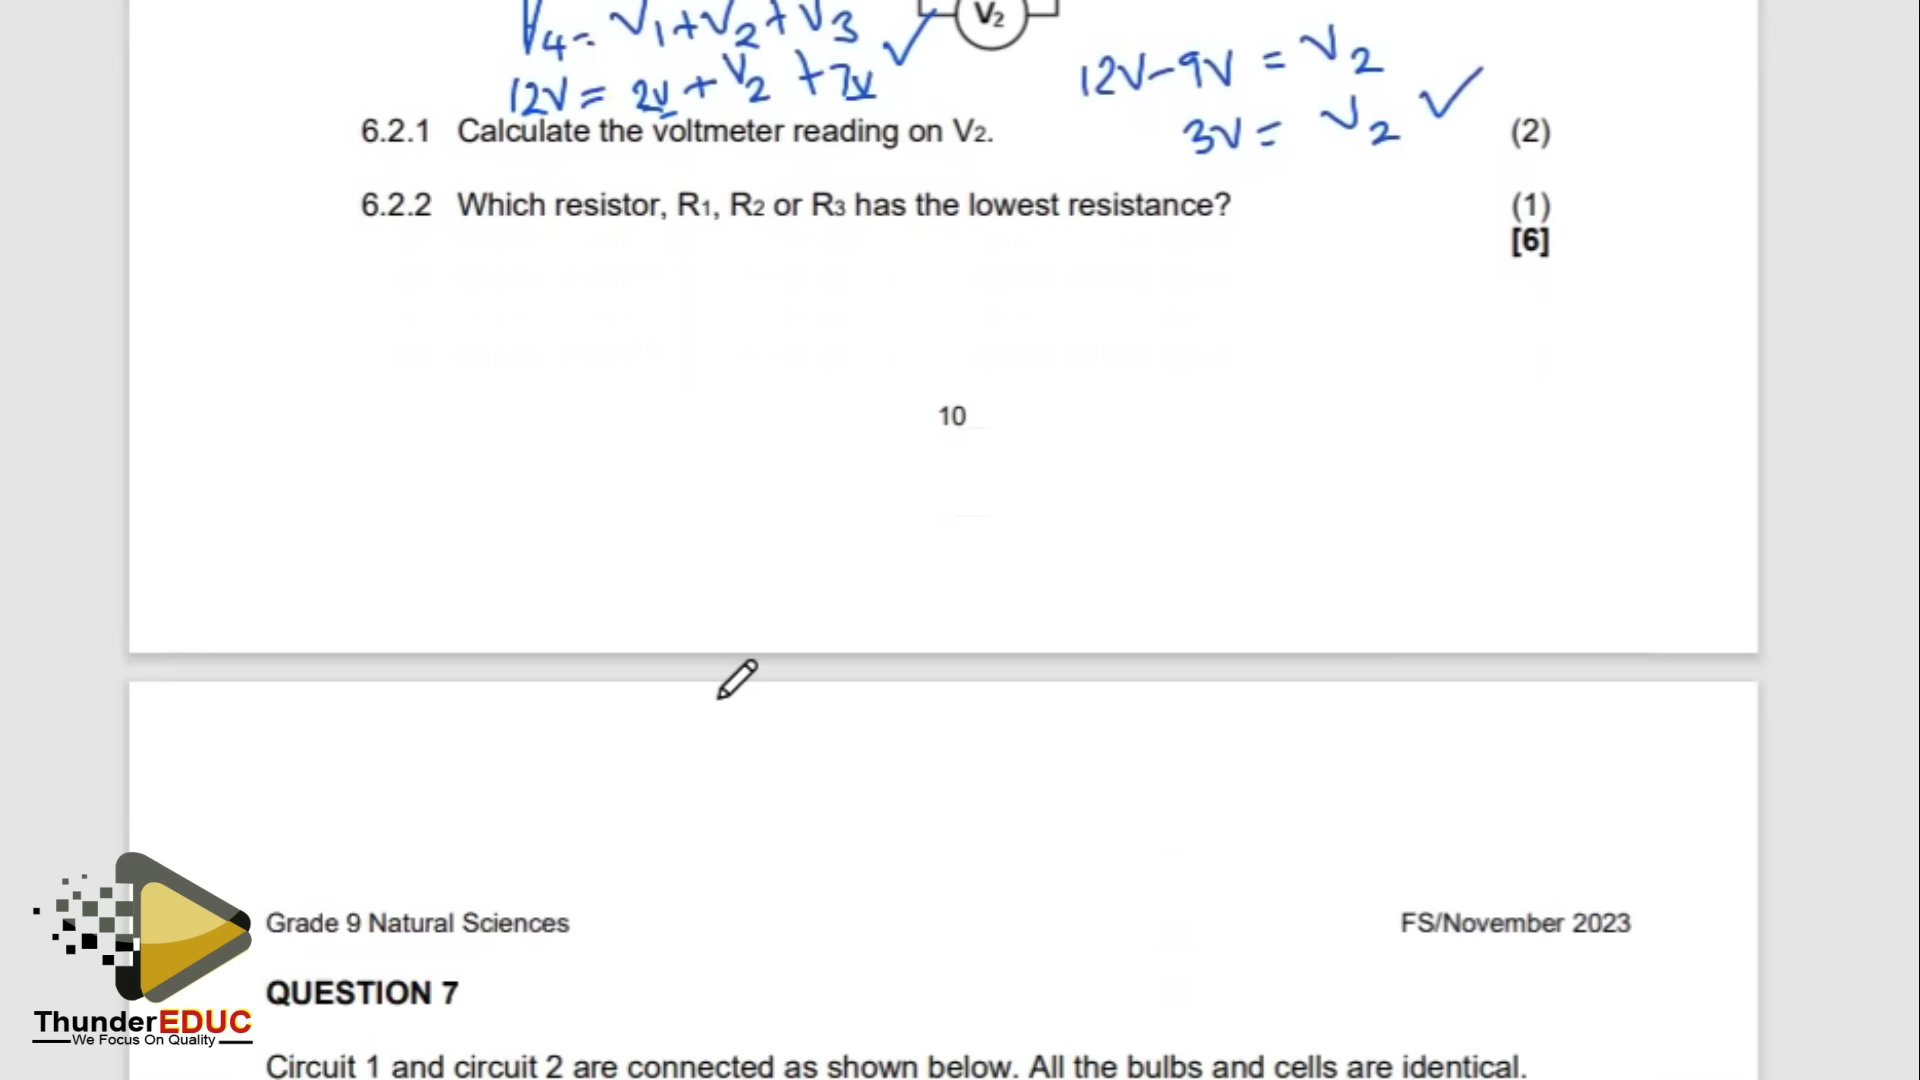 V4 = V1+V2+V3
V2
12V = 2V + V2 + 7V
12V-9V = V2
6.2.1 Calculate the voltmeter reading on V2.
3V = V2
(2)
6.2.2 Which resistor, R1, R2 or R3 has the lowest resistance?
(1)
[6]
10
Grade 9 Natural Sciences
FS/November 2023
QUESTION 7
ThunderEDUC
We Focus On Quality
Circuit 1 and circuit 2 are connected as shown below. All the bulbs and cells are identical.